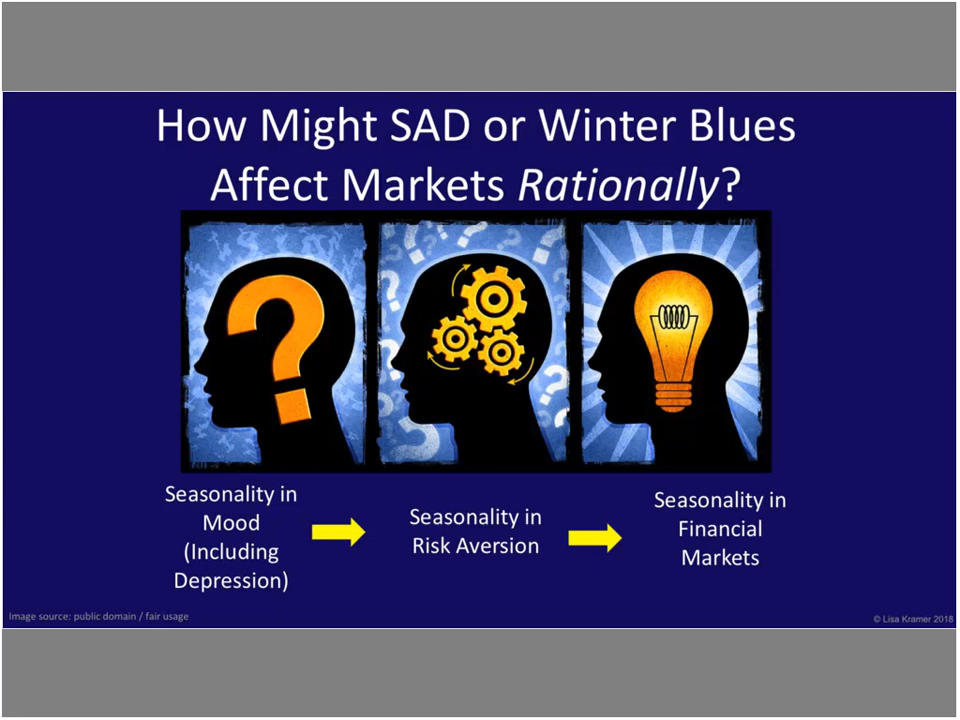 How Might SAD or Winter Blues
Affect Markets Rationally?
Seasonality in
Mood
(Including
Depression)
Seasonality in
Risk Aversion
Seasonality in
Financial
Markets
Image source: public domain / fair usage
© Lisa Kramer 2018